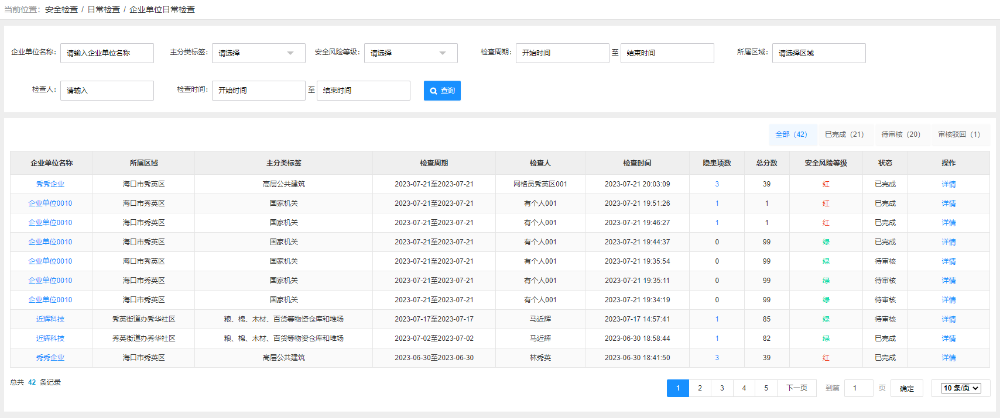 当前位置：安全检查 / 日常检查 / 企业单位日常检查
企业单位名称： 请输入企业单位名称 主分类标签： 请选择 安全风险等级： 请选择 检查周期： 开始时间 至 结束时间 所属区域： 请选择区域
检查人： 请输入 检查时间： 开始时间 至 结束时间 查询
全部（42） 已完成（21） 待审核（20） 审核驳回（1）
企业单位名称 所属区域 主分类标签 检查周期 检查人 检查时间 隐患项数 总分数 安全风险等级 状态 操作
秀秀企业 海口市秀英区 高层公共建筑 2023-07-21至2023-07-21 网格员秀英区001 2023-07-21 20:03:09 3 39 红 已完成 详情
企业单位0010 海口市秀英区 国家机关 2023-07-21至2023-07-21 有个人001 2023-07-21 19:51:26 1 1 红 已完成 详情
企业单位0010 海口市秀英区 国家机关 2023-07-21至2023-07-21 有个人001 2023-07-21 19:46:27 1 1 红 已完成 详情
企业单位0010 海口市秀英区 国家机关 2023-07-21至2023-07-21 有个人001 2023-07-21 19:44:37 0 99 绿 已完成 详情
企业单位0010 海口市秀英区 国家机关 2023-07-21至2023-07-21 有个人001 2023-07-21 19:35:54 0 99 绿 待审核 详情
企业单位0010 海口市秀英区 国家机关 2023-07-21至2023-07-21 有个人001 2023-07-21 19:35:11 0 99 绿 待审核 详情
企业单位0010 海口市秀英区 国家机关 2023-07-21至2023-07-21 有个人001 2023-07-21 19:34:19 0 99 绿 待审核 详情
近辉科技 秀英街道办秀华社区 粮、棉、木材、百货等物资仓库和堆场 2023-07-17至2023-07-17 马近辉 2023-07-17 14:57:41 1 85 绿 待审核 详情
近辉科技 秀英街道办秀华社区 粮、棉、木材、百货等物资仓库和堆场 2023-07-02至2023-07-02 马近辉 2023-06-30 18:58:44 1 82 绿 已完成 详情
秀秀企业 海口市秀英区 高层公共建筑 2023-06-30至2023-06-30 林秀英 2023-06-30 18:41:50 3 39 红 已完成 详情
总共 42 条记录
1 2 3 4 5 下一页 到第 1 页 确定 10 条/页